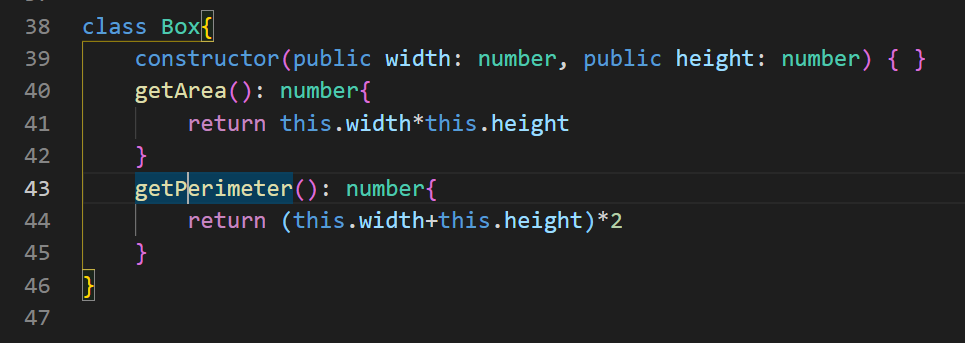 38 class Box{
39     constructor(public width: number, public height: number) { }
40     getArea(): number{
41         return this.width*this.height
42     }
43     getPerimeter(): number{
44         return (this.width+this.height)*2
45     }
46 }
47